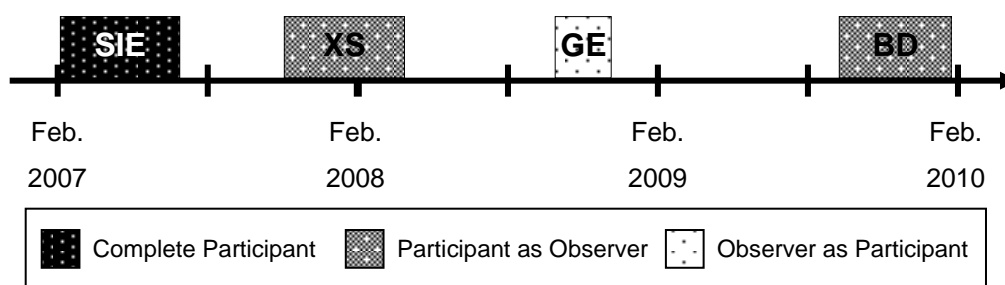 SIE XS GE BD
Feb. Feb. Feb. Feb.
2007 2008 2009 2010
Complete Participant Participant as Observer Observer as Participant